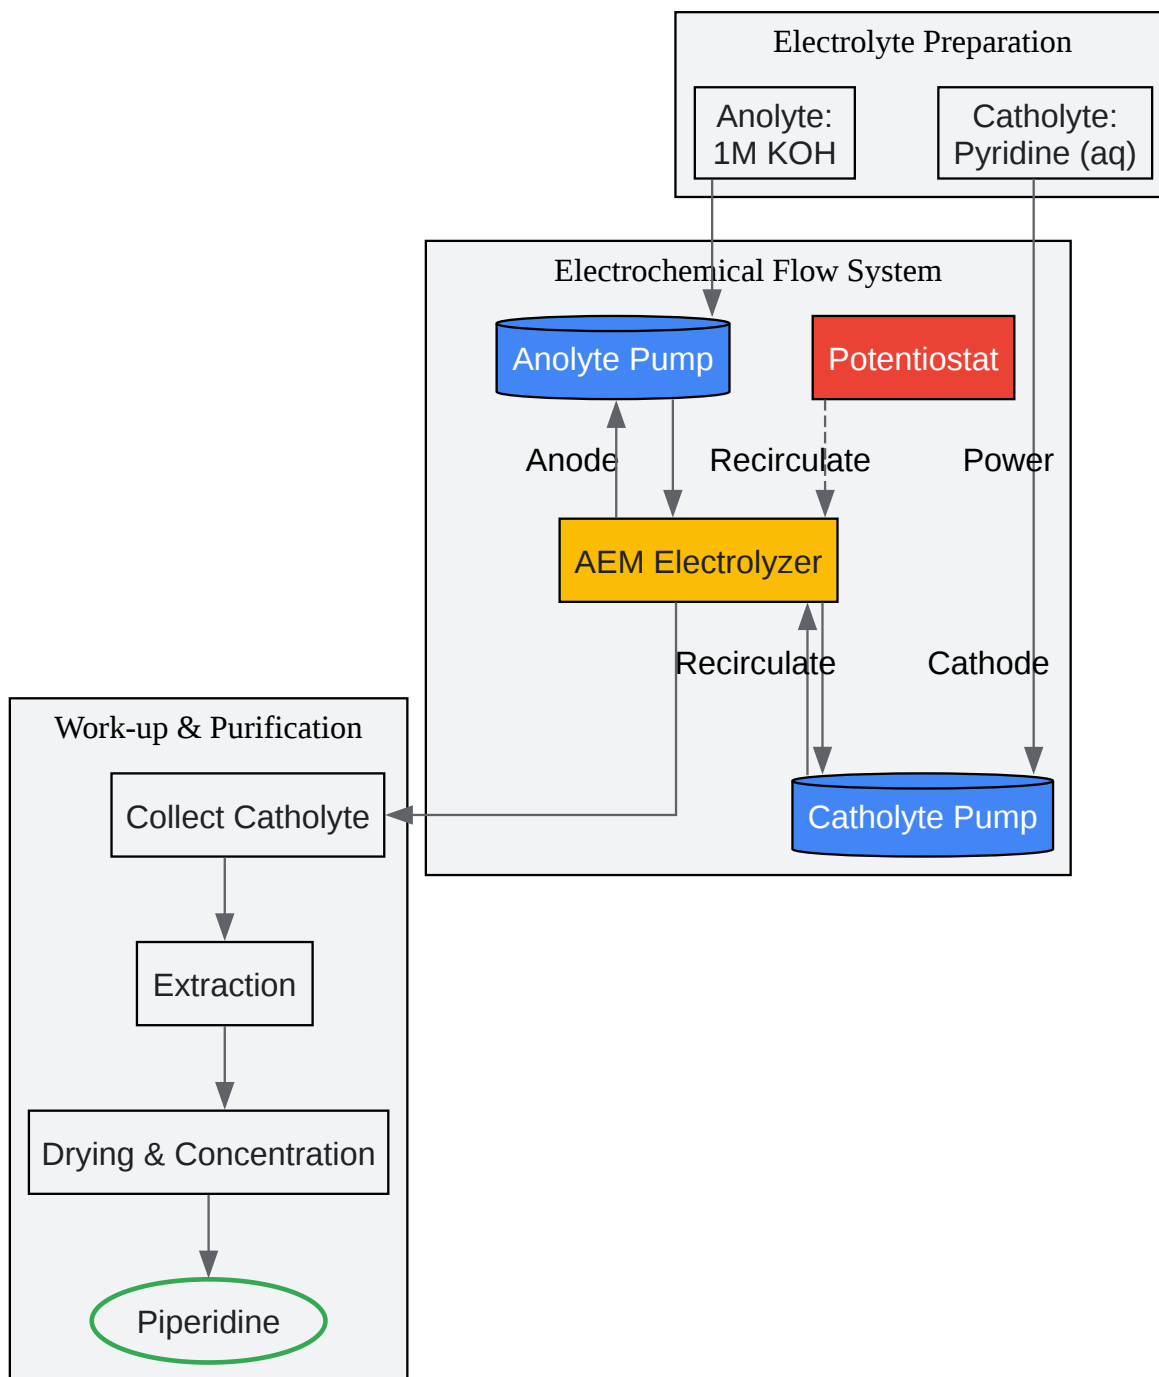 Electrolyte Preparation
Anolyte:
1M KOH
Catholyte:
Pyridine (aq)
Electrochemical Flow System
Anolyte Pump
Potentiostat
Anode
Recirculate
Power
AEM Electrolyzer
Recirculate
Cathode
Catholyte Pump
Work-up & Purification
Collect Catholyte
Extraction
Drying & Concentration
Piperidine